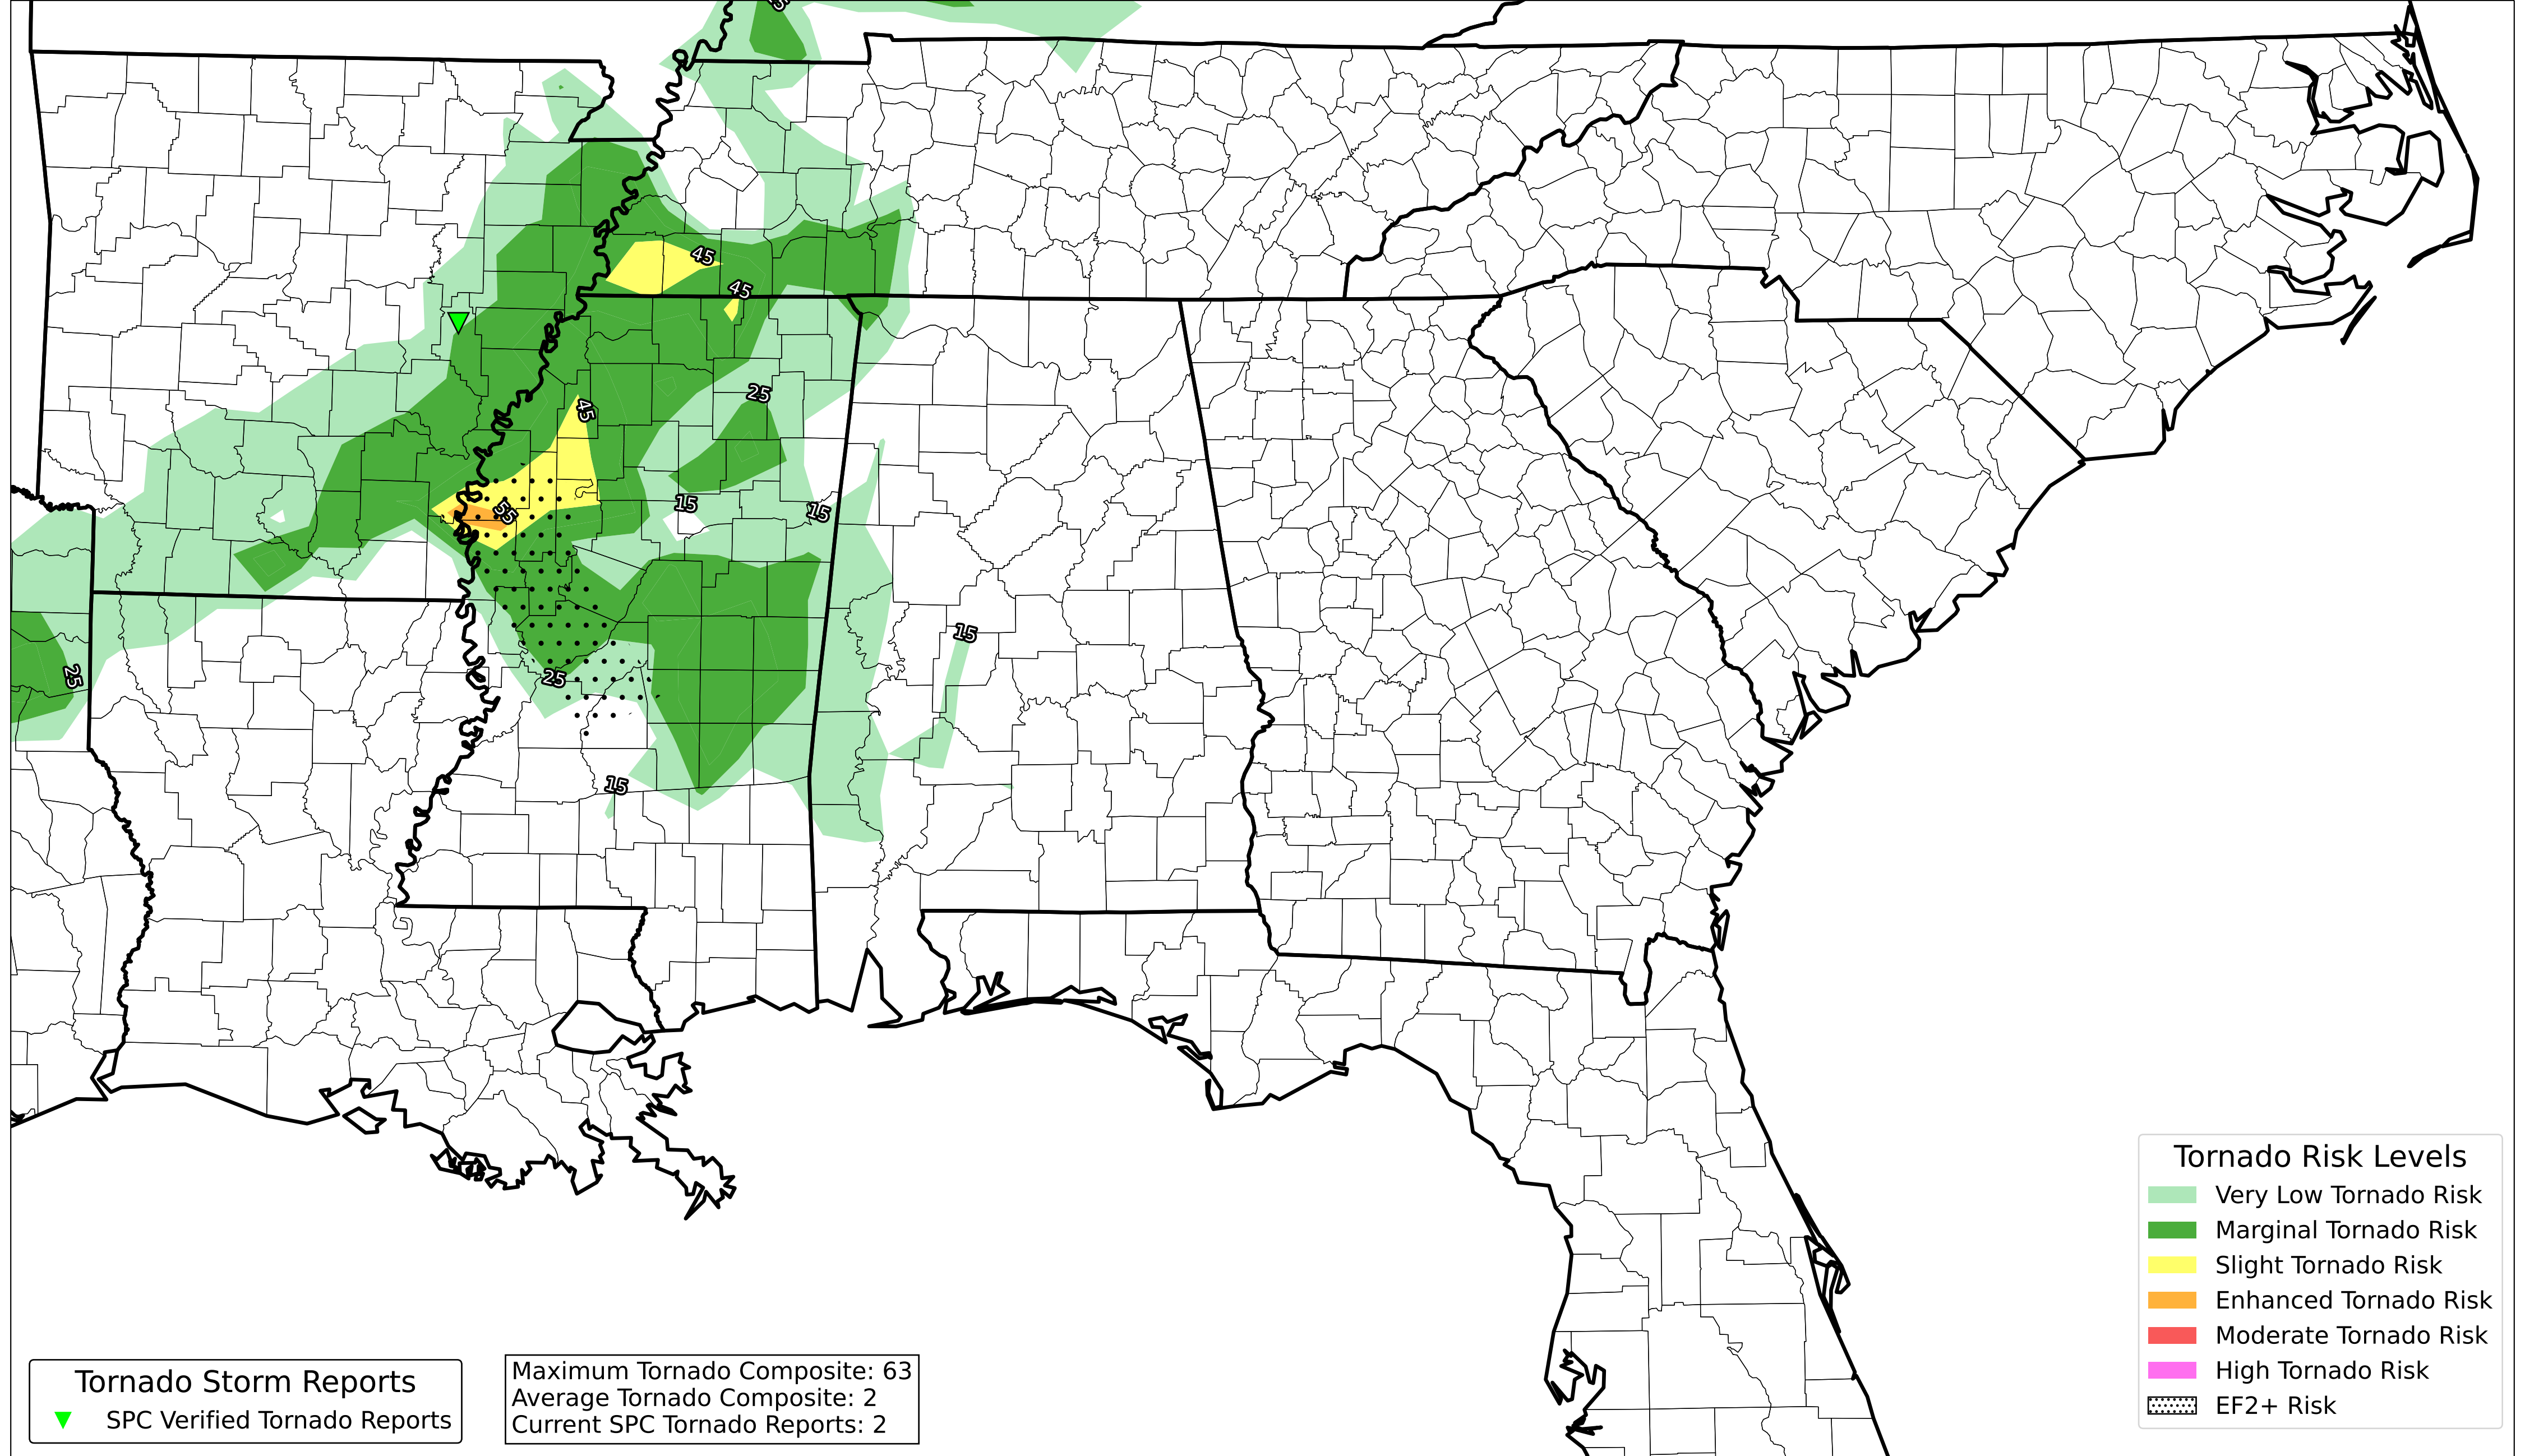 45
45
25
45
15
15
55
15
25
25
15
Tornado Risk Levels
Very Low Tornado Risk
Marginal Tornado Risk
Slight Tornado Risk
Enhanced Tornado Risk
Moderate Tornado Risk
High Tornado Risk
EF2+ Risk
Tornado Storm Reports
SPC Verified Tornado Reports
Maximum Tornado Composite: 63
Average Tornado Composite: 2
Current SPC Tornado Reports: 2